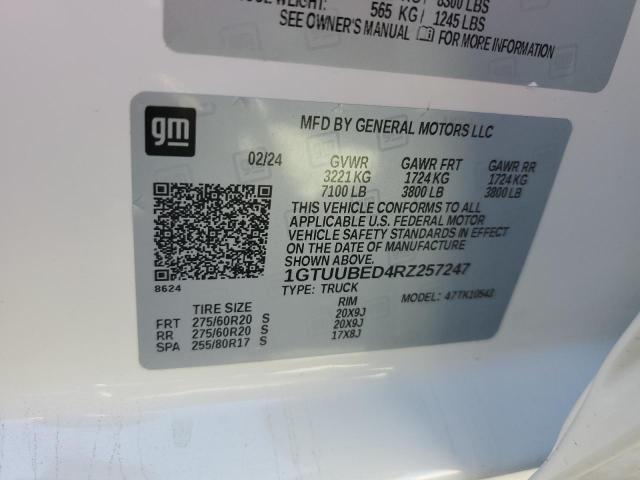 565 KG / 1245 LBS
SEE OWNER'S MANUAL FOR MORE INFORMATION
gm
MFD BY GENERAL MOTORS LLC
02/24 GVWR GAWR FRT GAWR RR
3221 KG 1724 KG 1724 KG
7100 LB 3800 LB 3800 LB
THIS VEHICLE CONFORMS TO ALL
APPLICABLE U.S. FEDERAL MOTOR
VEHICLE SAFETY STANDARDS IN
EFFECT ON THE DATE OF MANUFACTURE
SHOWN ABOVE.
1GTUUBED4RZ257247
8624
TYPE: TRUCK MODEL: 47TK10543
TIRE SIZE RIM
FRT 275/60R20 S 20X9J
RR 275/60R20 S 20X9J
SPA 255/80R17 S 17X8J